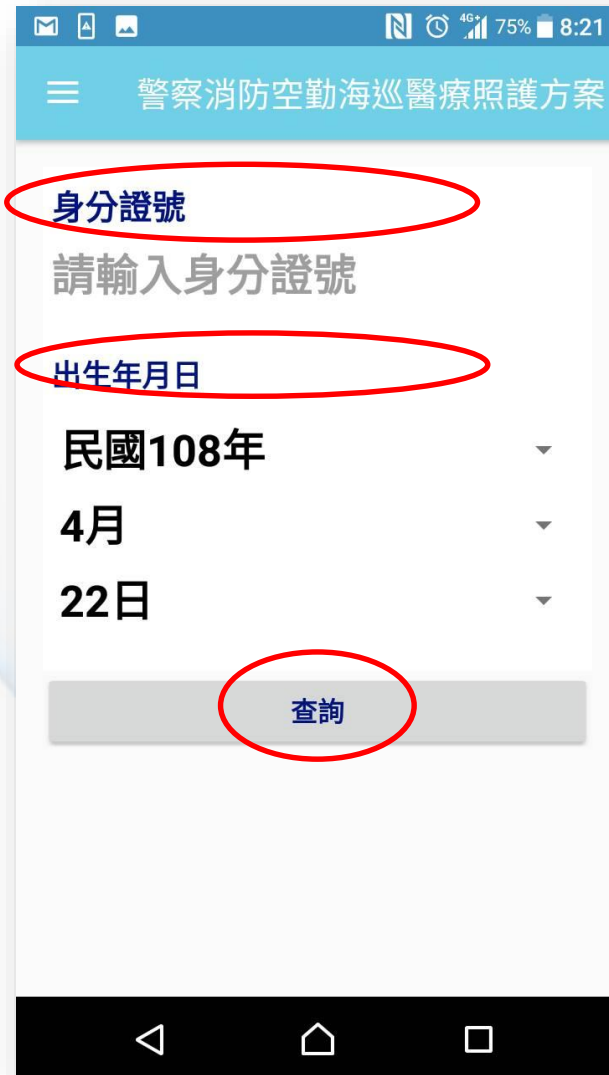 75% 8:21
4G+
警察消防空勤海巡醫療照護方案
身分證號
請輸入身分證號
出生年月日
民國108年
4月
22日
查詢